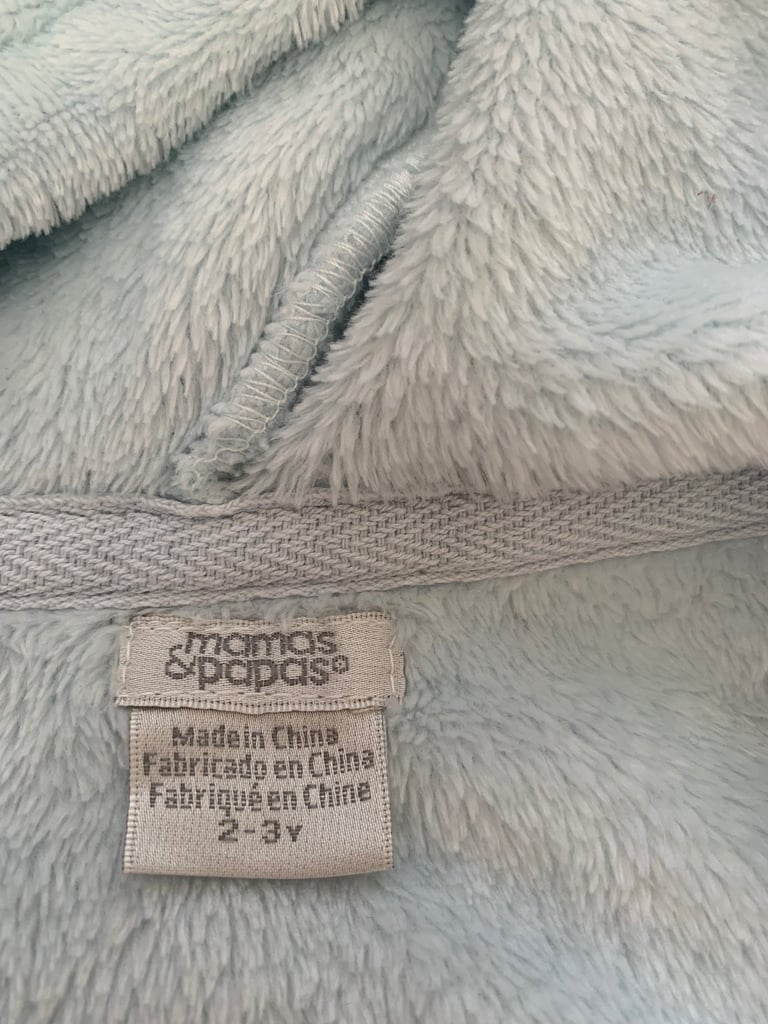 mamas
&papas®
Made in China
Fabricado en China
Fabriqué en Chine
2-3Y